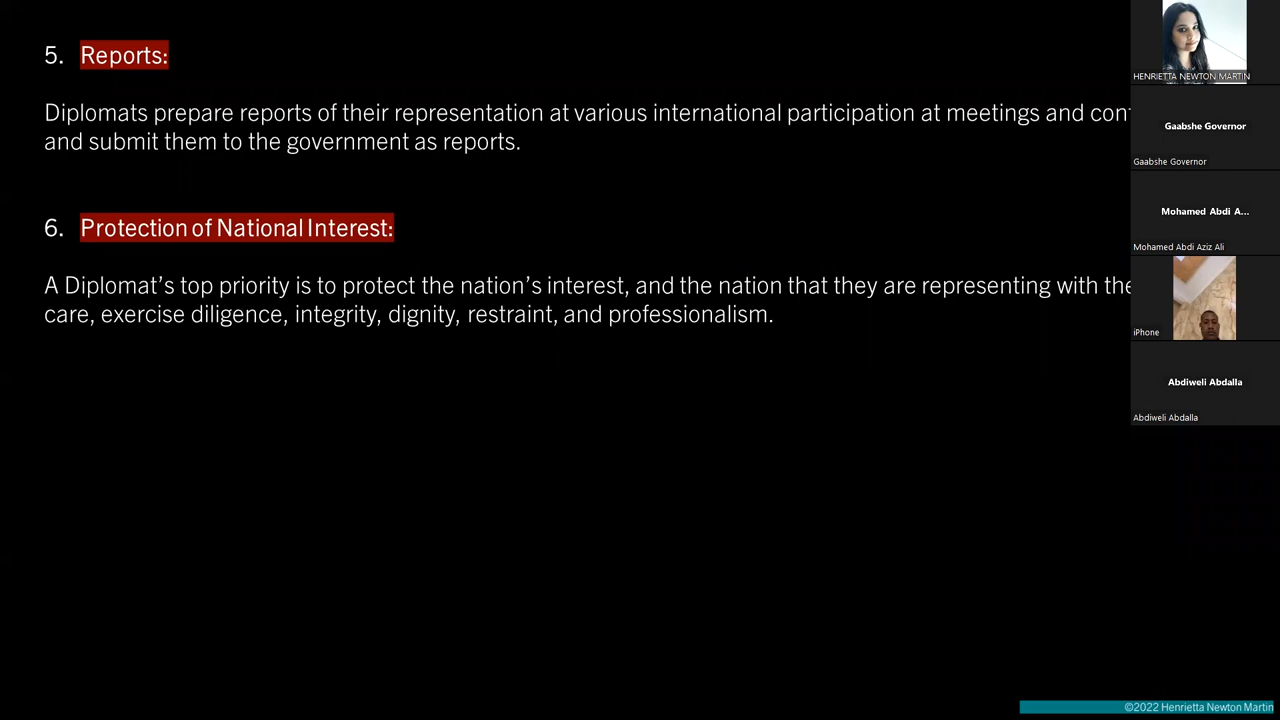 5. Reports:
Diplomats prepare reports of their representation at various international participation at meetings and
and submit them to the government as reports.
6. Protection of National Interest:
A Diplomat's top priority is to protect the nation's interest, and the nation that they are representing with the
care, exercise diligence, integrity, dignity, restraint, and professionalism.
HENRIETTA NEWTON MARTIN
Gaabshe Governor
Gaabshe Governor
Mohamed Abdi A...
Mohamed Abdi Aziz Ali
iPhone
Abdiweli Abdalla
Abdiweli Abdalla
©2022 Henrietta Newton Martin